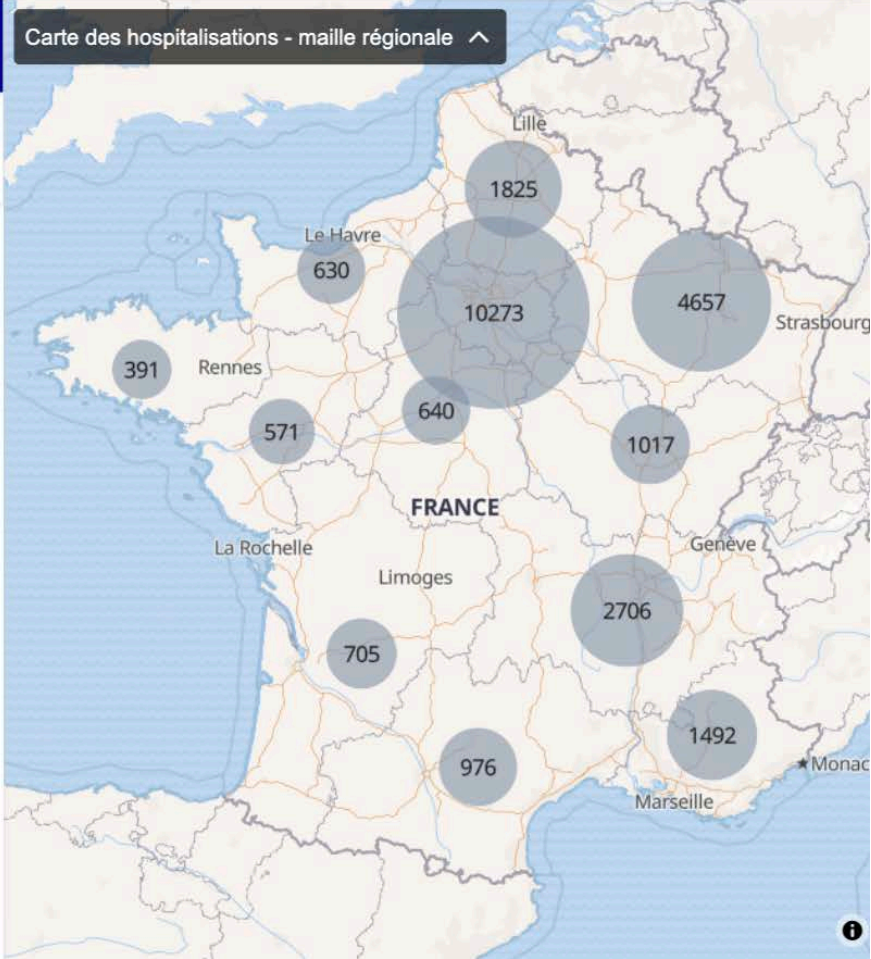 Carte des hospitalisations - maille régionale
Lille
1825
Le Havre
630
10273
4657
Strasbourg
391
Rennes
571
640
1017
FRANCE
La Rochelle
Genève
Limoges
2706
705
1492
976
Monac
Marseille